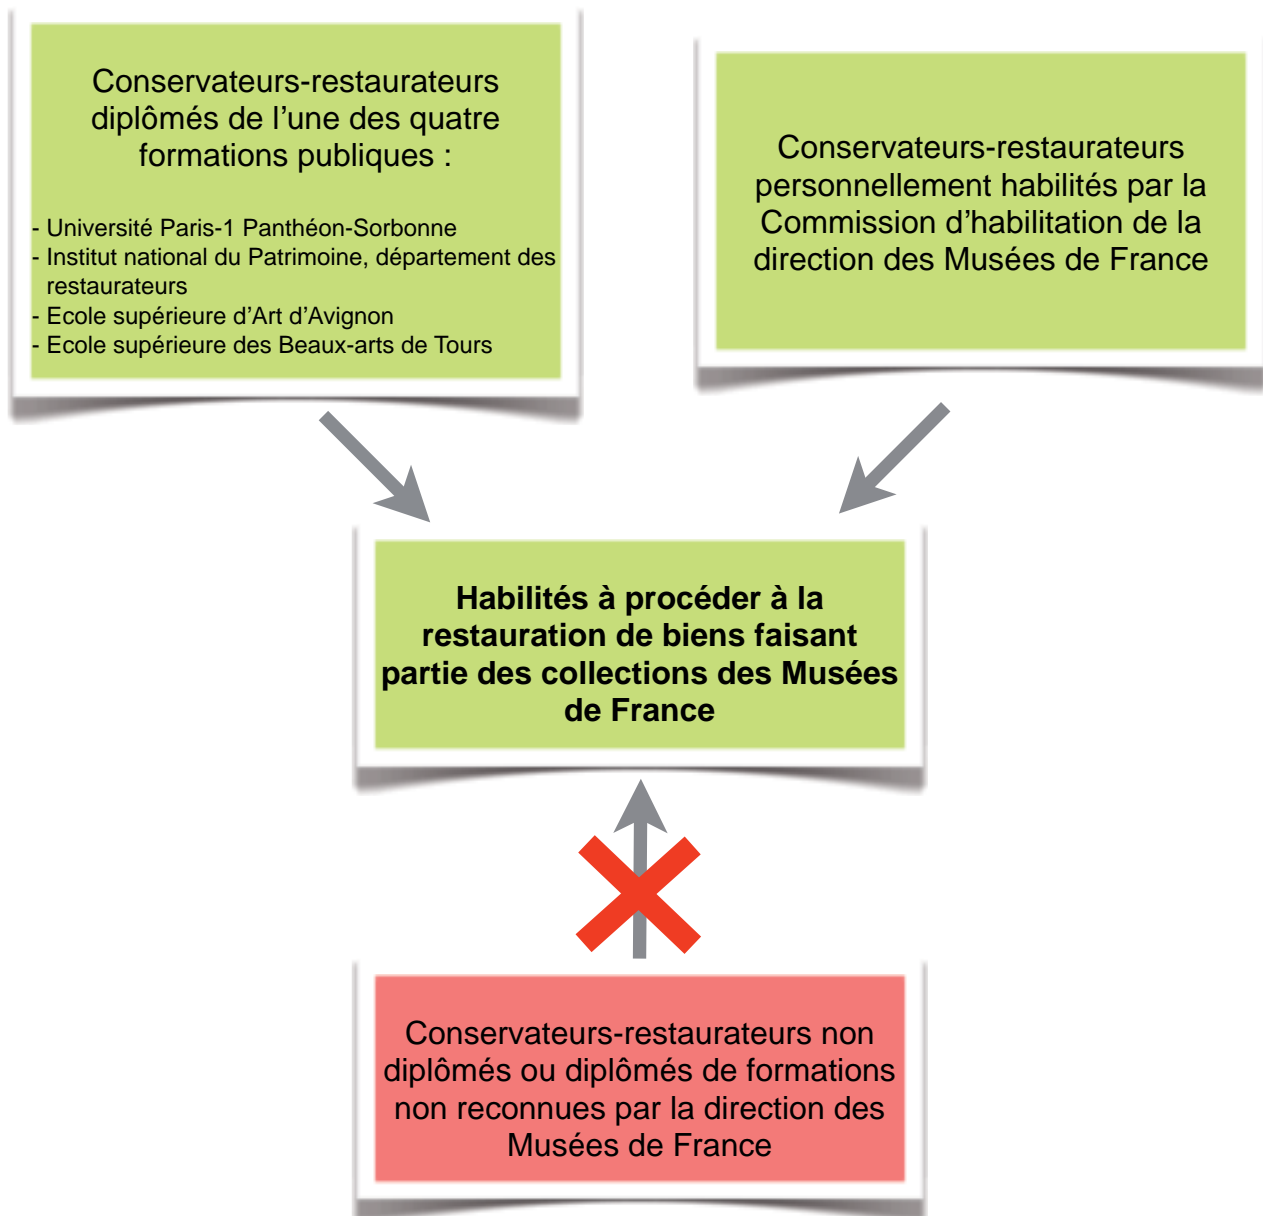 Conservateurs-restaurateurs
diplômés de l’une des quatre
formations publiques :
- Université Paris-1 Panthéon-Sorbonne
- Institut national du Patrimoine, département des
restaurateurs
- Ecole supérieure d’Art d’Avignon
- Ecole supérieure des Beaux-arts de Tours
Conservateurs-restaurateurs
personnellement habilités par la
Commission d’habilitation de la
direction des Musées de France
Habilités à procéder à la
restauration de biens faisant
partie des collections des Musées
de France
Conservateurs-restaurateurs non
diplômés ou diplômés de formations
non reconnues par la direction des
Musées de France